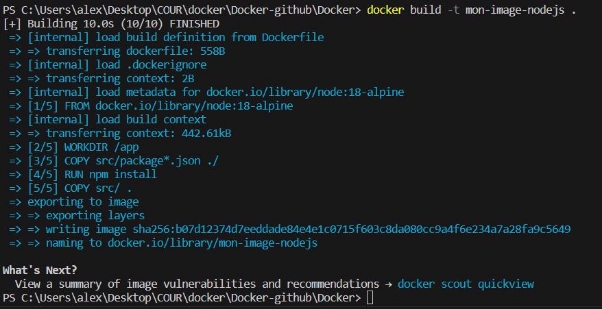 PS C:\Users\alex\Desktop\COUR\docker\Docker-github\Docker> docker build -t mon-image-nodejs .
[+] Building 10.0s (10/10) FINISHED
=> [internal] load build definition from Dockerfile
=> => transferring dockerfile: 558B
=> [internal] load .dockerignore
=> => transferring context: 2B
=> [internal] load metadata for docker.io/library/node:18-alpine
=> [1/5] FROM docker.io/library/node:18-alpine
=> [internal] load build context
=> => transferring context: 442.61kB
=> [2/5] WORKDIR /app
=> [3/5] COPY src/package*.json ./
=> [4/5] RUN npm install
=> [5/5] COPY src/ .
=> exporting to image
=> => exporting layers
=> => writing image sha256:b07d12374d7eeddade84e4e1c0715f603c8da080cc9a4f6e234a7a28fa9c5649
=> => naming to docker.io/library/mon-image-nodejs
What's Next?
View a summary of image vulnerabilities and recommendations → docker scout quickview
PS C:\Users\alex\Desktop\COUR\docker\Docker-github\Docker>